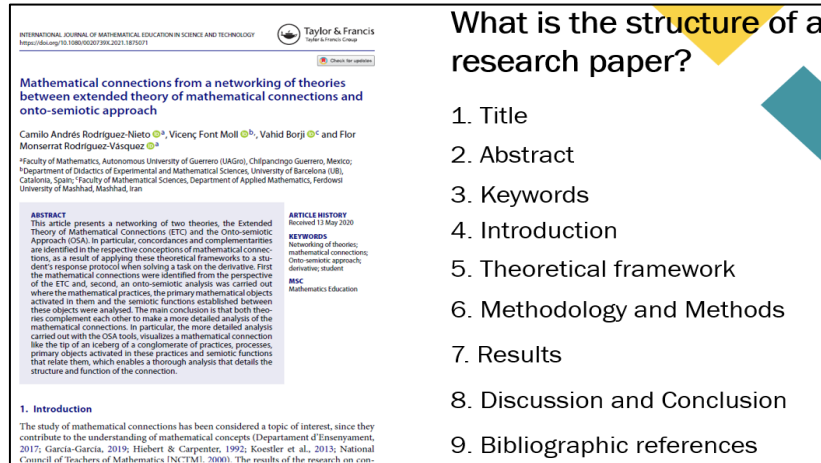 INTERNATIONAL JOURNAL OF MATHEMATICAL EDUCATION IN SCIENCE AND TECHNOLOGY
https://doi.org/10.1080/0020739X.2021.1875071
Taylor & Francis
Taylor & Francis Group
Check for updates
Mathematical connections from a networking of theories
between extended theory of mathematical connections and
onto-semiotic approach
Camilo Andrés Rodríguez-Nieto a, Vicenç Font Moll b, Vahid Borji c and Flor
Monserrat Rodríguez-Vásquez a
aFaculty of Mathematics, Autonomous University of Guerrero (UAGro), Chilpancingo Guerrero, Mexico;
bDepartment of Didactics of Experimental and Mathematical Sciences, University of Barcelona (UB),
Catalonia, Spain; cFaculty of Mathematical Sciences, Department of Applied Mathematics, Ferdowsi
University of Mashhad, Mashhad, Iran
ABSTRACT
This article presents a networking of two theories, the Extended
Theory of Mathematical Connections (ETC) and the Onto-semiotic
Approach (OSA). In particular, concordances and complementarities
are identified in the respective conceptions of mathematical connec-
tions, as a result of applying these theoretical frameworks to a stu-
dent's response protocol when solving a task on the derivative. First
the mathematical connections were identified from the perspective
of the ETC and, second, an onto-semiotic analysis was carried out
where the mathematical practices, the primary mathematical objects
activated in them and the semiotic functions established between
these objects were analysed. The main conclusion is that both theo-
ries complement each other to make a more detailed analysis of the
mathematical connections. In particular, the more detailed analysis
carried out with the OSA tools, visualizes a mathematical connection
like the tip of an iceberg of a conglomerate of practices, processes,
primary objects activated in these practices and semiotic functions
that relate them, which enables a thorough analysis that details the
structure and function of the connection.
ARTICLE HISTORY
Received 13 May 2020
KEYWORDS
Networking of theories;
mathematical connections;
Onto-semiotic approach;
derivative; student
MSC
Mathematics Education
1. Introduction
The study of mathematical connections has been considered a topic of interest, since they
contribute to the understanding of mathematical concepts (Departament d'Ensenyament,
2017; García-García, 2019; Hiebert & Carpenter, 1992; Koestler et al., 2013; National
Council of Teachers of Mathematics [NCTM], 2000). The results of the research on con-
What is the structure of a
research paper?
1. Title
2. Abstract
3. Keywords
4. Introduction
5. Theoretical framework
6. Methodology and Methods
7. Results
8. Discussion and Conclusion
9. Bibliographic references